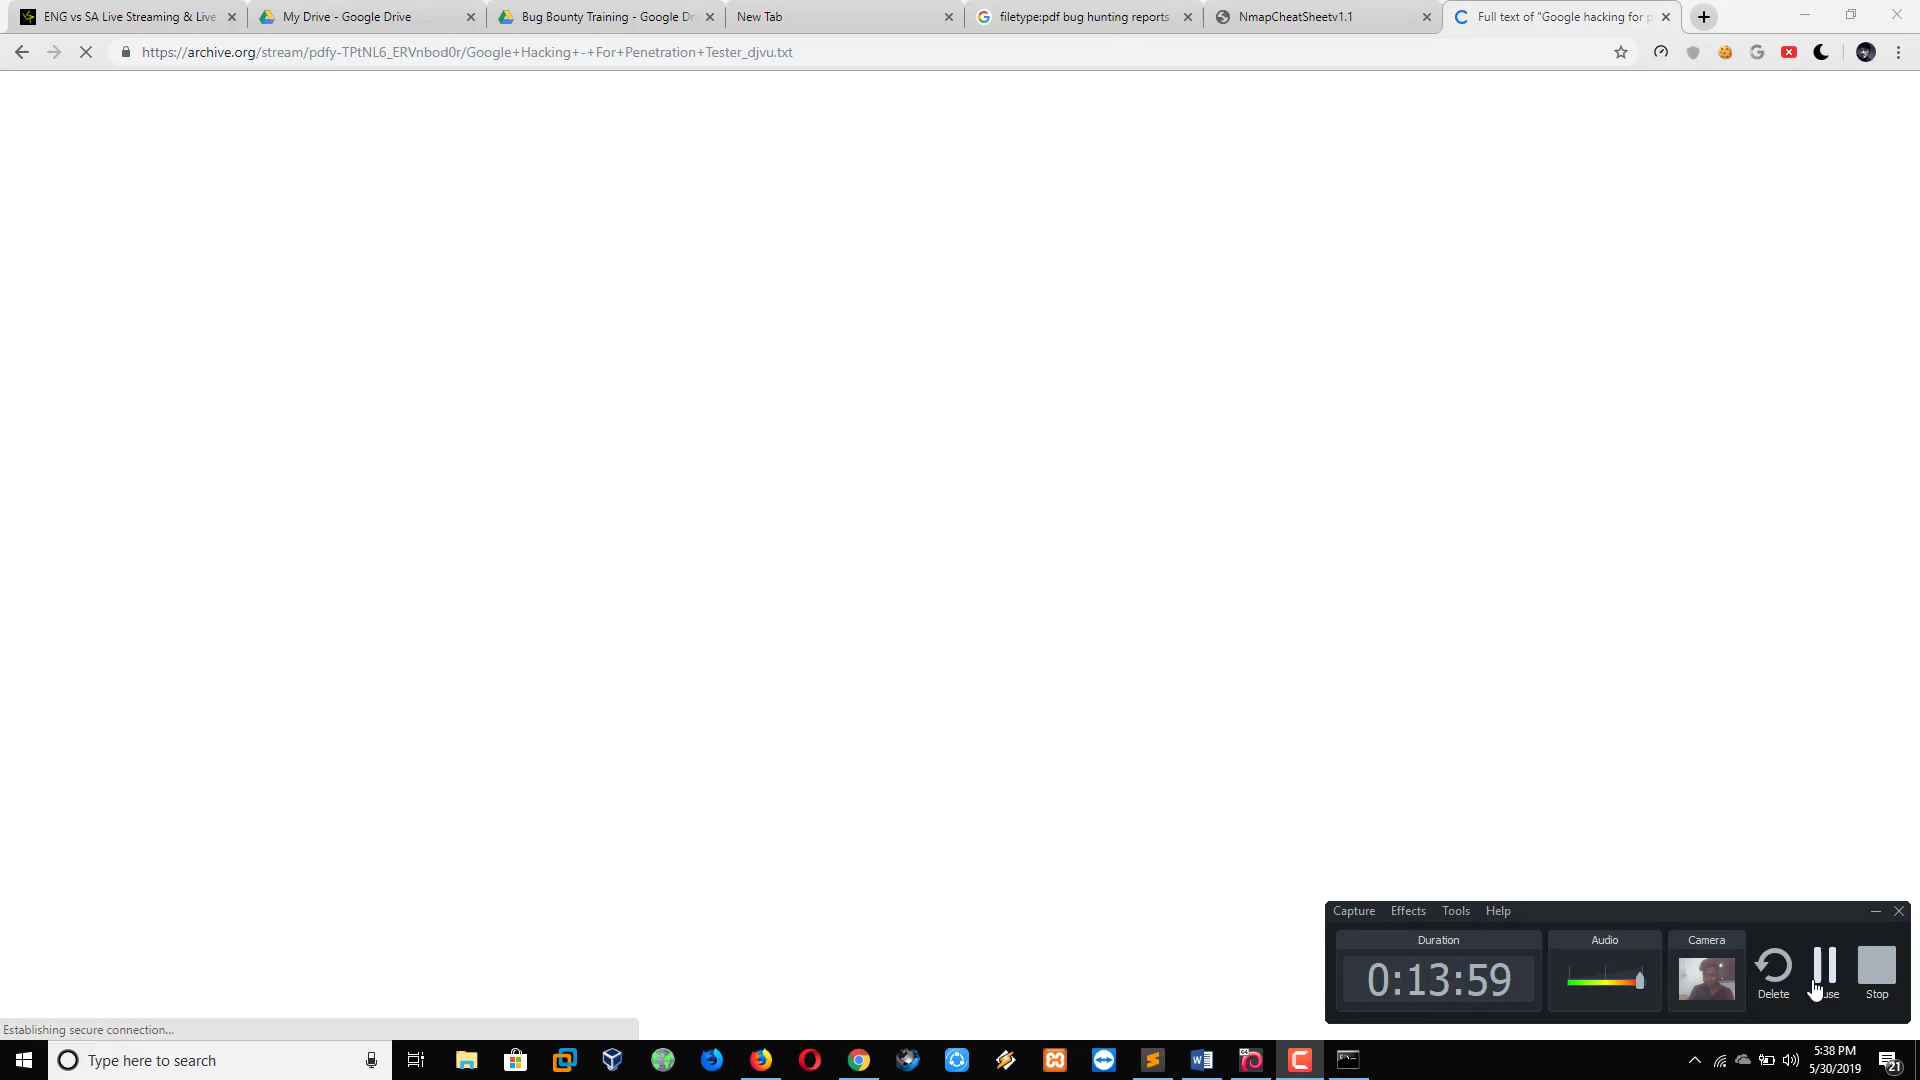 ENG vs SA Live Streaming & Live
My Drive - Google Drive
Bug Bounty Training - Google Dr
New Tab
filetype:pdf bug hunting reports
NmapCheatSheetv1.1
Full text of "Google hacking for p
https://archive.org/stream/pdfy-TPtNL6_ERVnbod0r/Google+Hacking+-+For+Penetration+Tester_djvu.txt
Capture Effects Tools Help
Duration
Audio
Camera
0:13:59
Delete
use
Stop
Establishing secure connection...
Type here to search
5:38 PM
5/30/2019
21